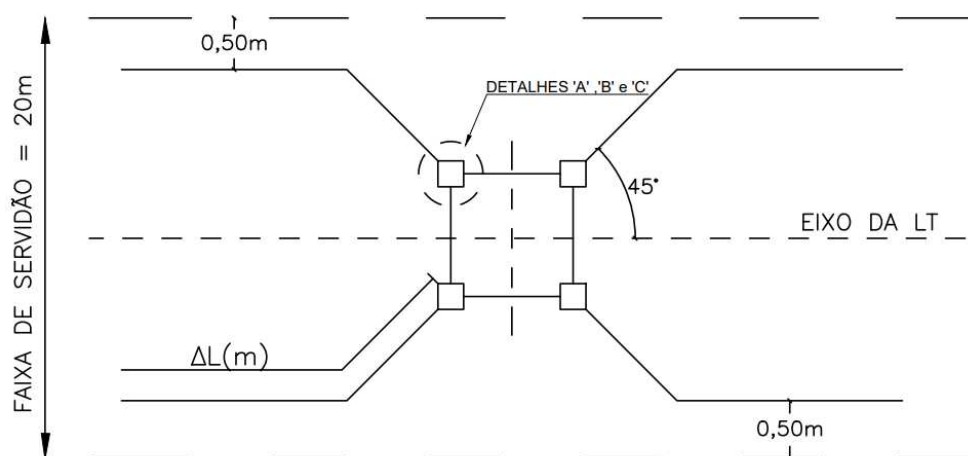 0,50m
DETALHES 'A' ,'B' e 'C'
FAIXA DE SERVIDÃO = 20m
45°
EIXO DA LT
ΔL(m)
0,50m